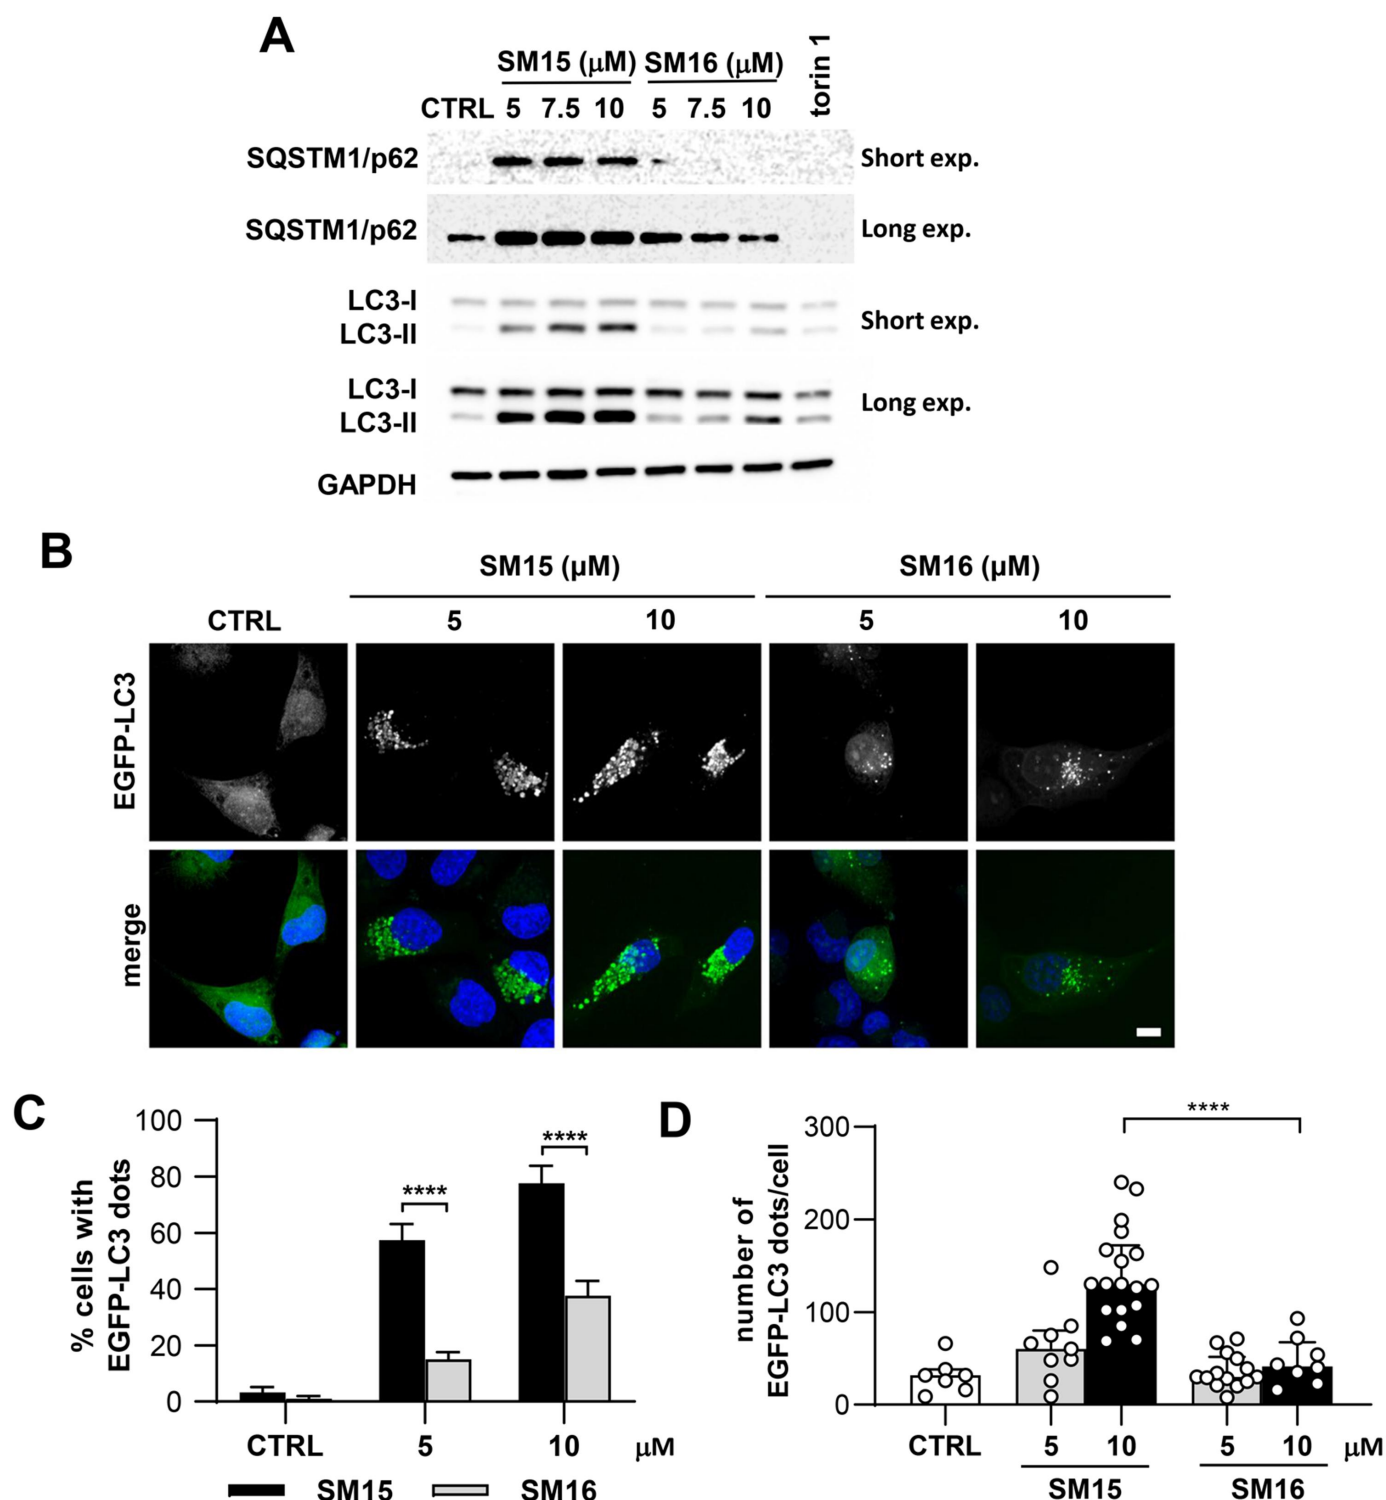 A
SM15 (μM) SM16 (μM) torin 1
CTRL 5 7.5 10 5 7.5 10
SQSTM1/p62 Short exp.
SQSTM1/p62 Long exp.
LC3-I
LC3-II Short exp.
LC3-I
LC3-II Long exp.
GAPDH
B
SM15 (μM) SM16 (μM)
CTRL 5 10 5 10
EGFP-LC3
merge
C
% cells with
EGFP-LC3 dots
100
80
60
40
20
0
**** ****
CTRL 5 10 μM
SM15 SM16
D
number of
EGFP-LC3 dots/cell
300
200
100
0
****
CTRL 5 10 5 10 μM
SM15 SM16